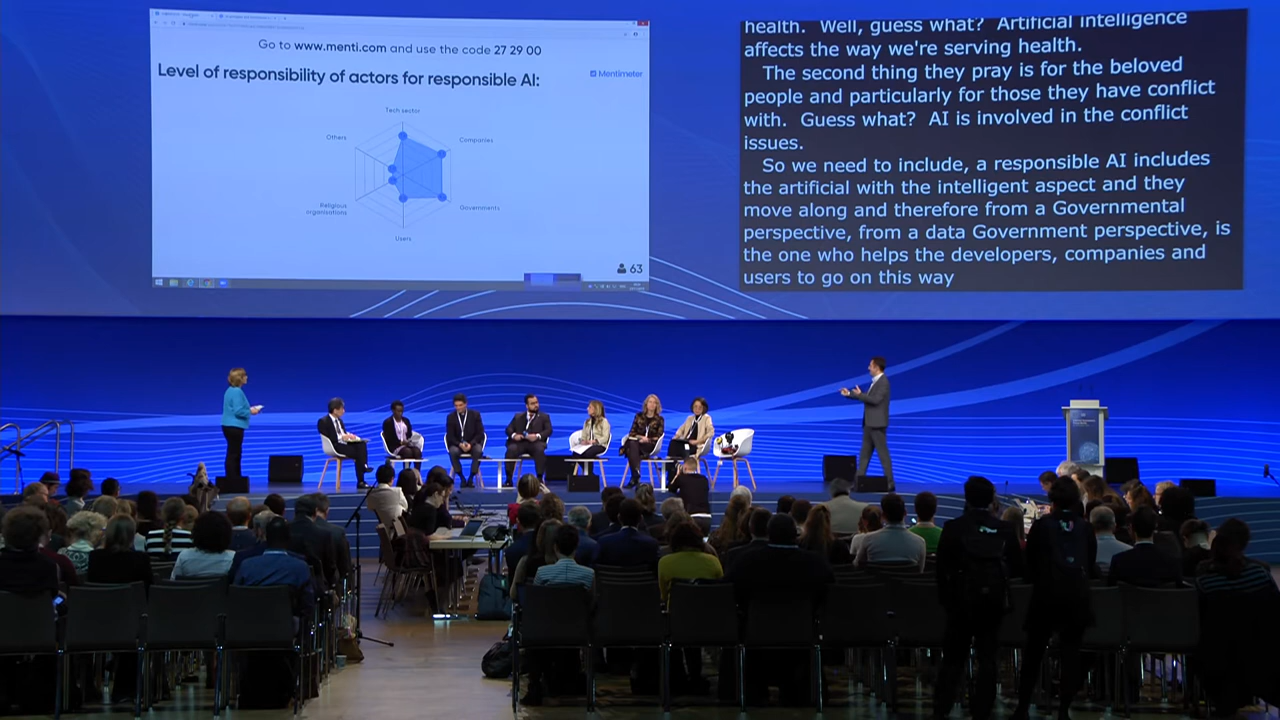 Go to www.menti.com and use the code 27 29 00
Level of responsibility of actors for responsible AI:
Mentimeter
Tech sector
Others
Companies
Religious
organisations
Governments
Users
63
health. Well, guess what? Artificial intelligence
affects the way we're serving health.
The second thing they pray is for the beloved
people and particularly for those they have conflict
with. Guess what? AI is involved in the conflict
issues.
So we need to include, a responsible AI includes
the artificial with the intelligent aspect and they
move along and therefore from a Governmental
perspective, from a data Government perspective, is
the one who helps the developers, companies and
users to go on this way